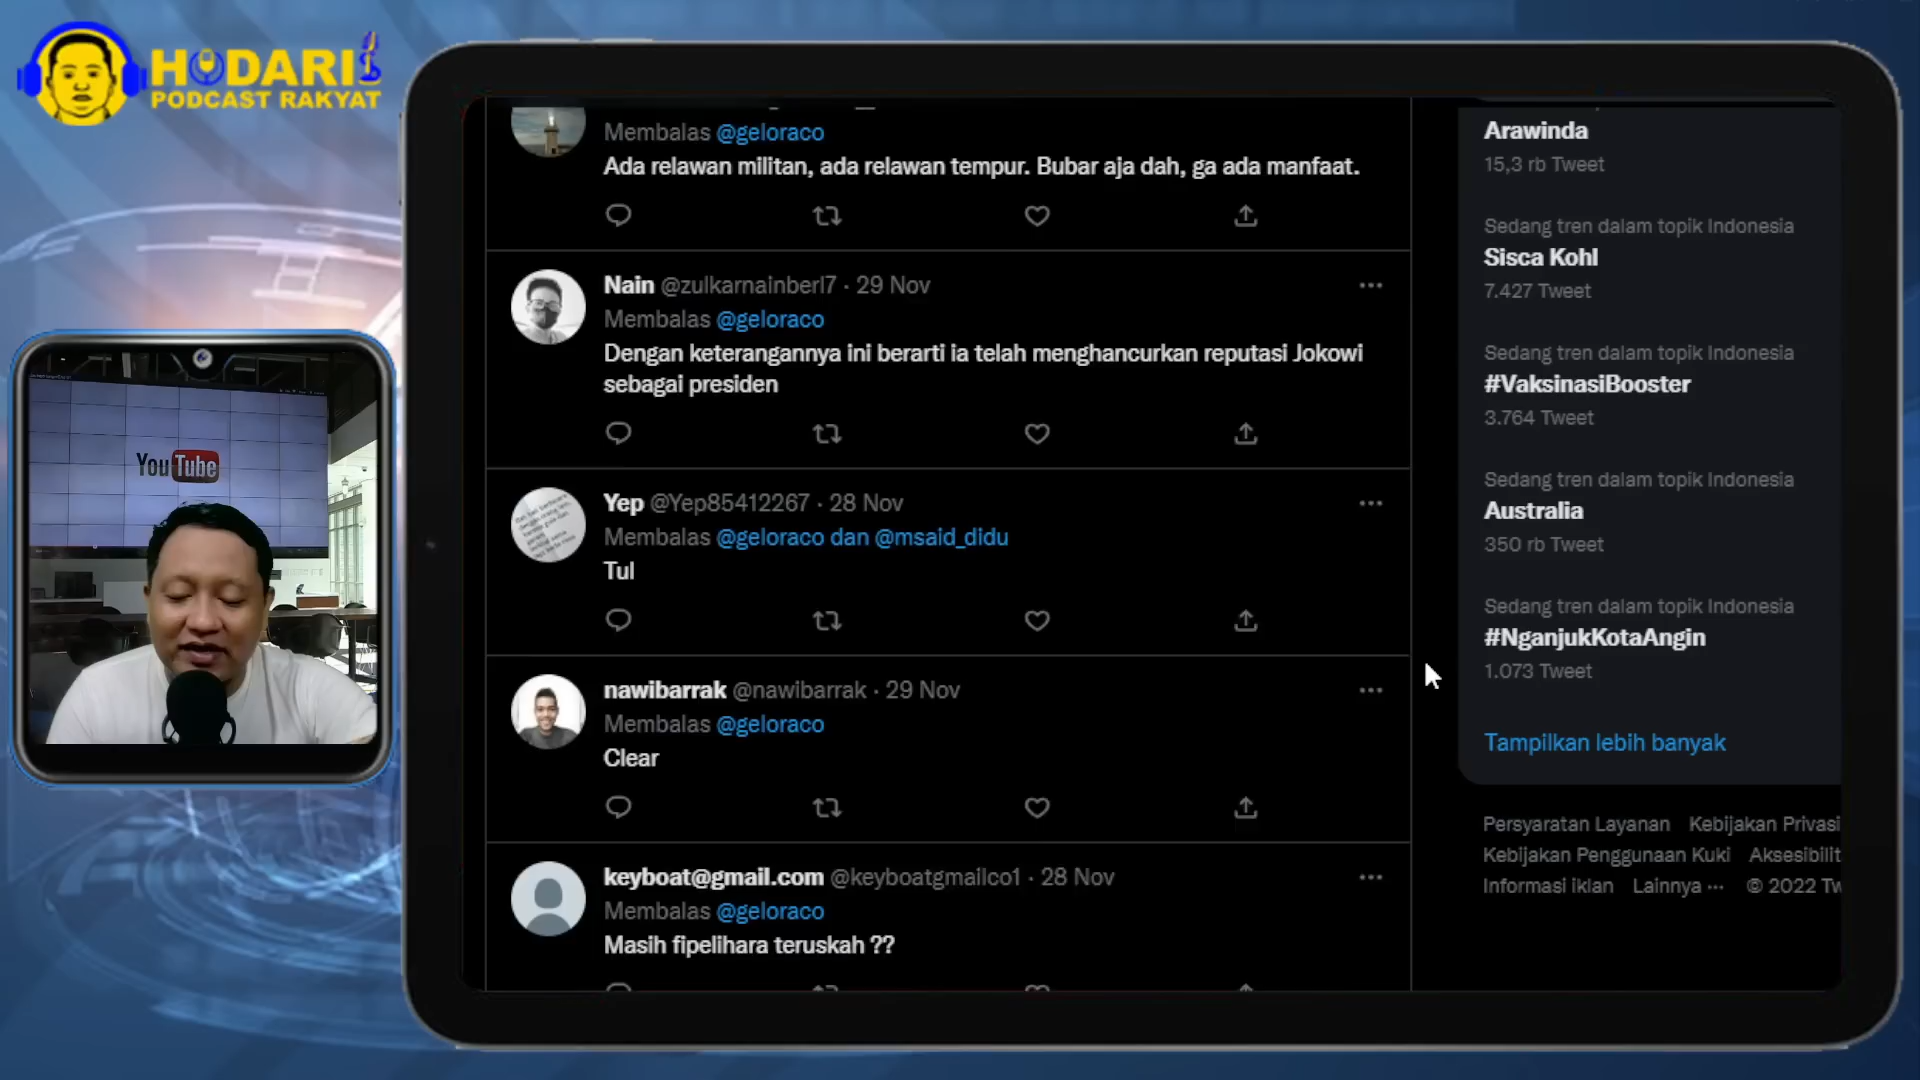 HODARI
PODCAST RAKYAT
YouTube
Membalas @geloraco
Ada relawan militan, ada relawan tempur. Bubar aja dah, ga ada manfaat.
Nain @zulkarnainberl7 · 29 Nov
Membalas @geloraco
Dengan keterangannya ini berarti ia telah menghancurkan reputasi Jokowi
sebagai presiden
Yep @Yep85412267 · 28 Nov
Membalas @geloraco dan @msaid_didu
Tul
nawibarrak @nawibarrak · 29 Nov
Membalas @geloraco
Clear
keyboat@gmail.com @keyboatgmailco1 · 28 Nov
Membalas @geloraco
Masih fipelihara teruskah ??
Arawinda
15,3 rb Tweet
Sedang tren dalam topik Indonesia
Sisca Kohl
7.427 Tweet
Sedang tren dalam topik Indonesia
#VaksinasiBooster
3.764 Tweet
Sedang tren dalam topik Indonesia
Australia
350 rb Tweet
Sedang tren dalam topik Indonesia
#NganjukKotaAngin
1.073 Tweet
Tampilkan lebih banyak
Persyaratan Layanan Kebijakan Privasi
Kebijakan Penggunaan Kuki Aksesibilit
Informasi iklan Lainnya ··· © 2022 Tw